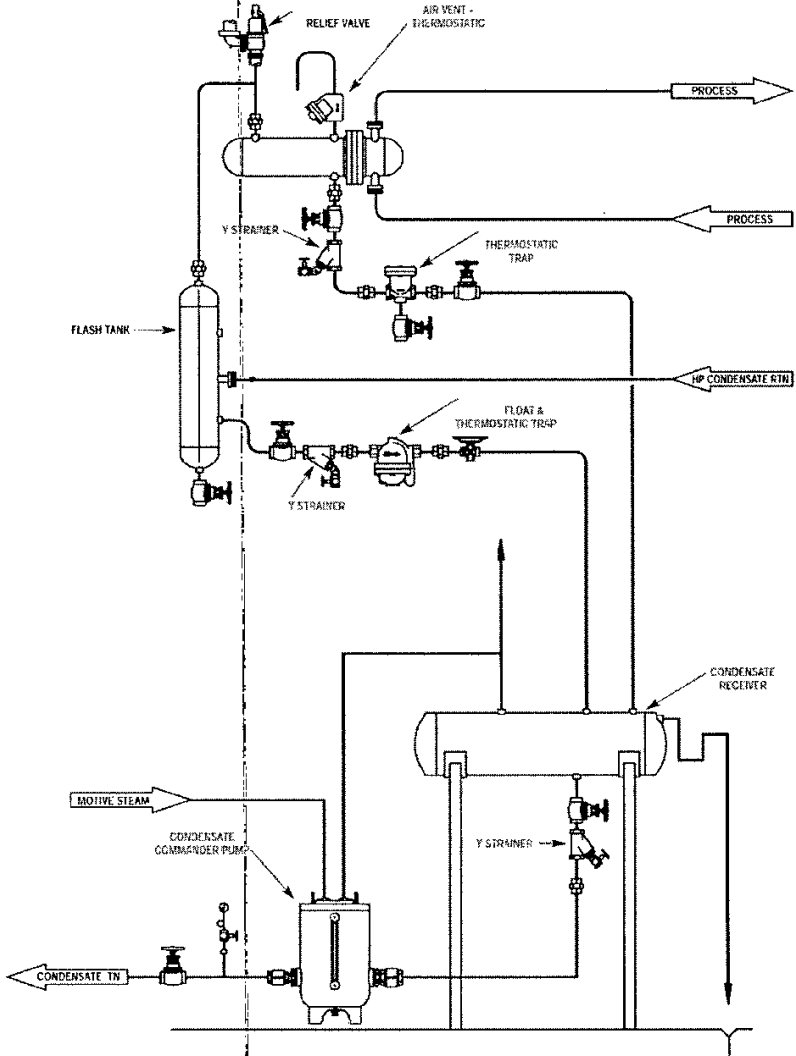 RELIEF VALVE
AIR VENT -
THERMOSTATIC
PROCESS
PROCESS
Y STRAINER
THERMOSTATIC
TRAP
FLASH TANK
HP CONDENSATE RTN
FLOAT &
THERMOSTATIC TRAP
Y STRAINER
CONDENSATE
RECEIVER
MOTIVE STEAM
CONDENSATE
COMMANDER PUMP
Y STRAINER
CONDENSATE TN